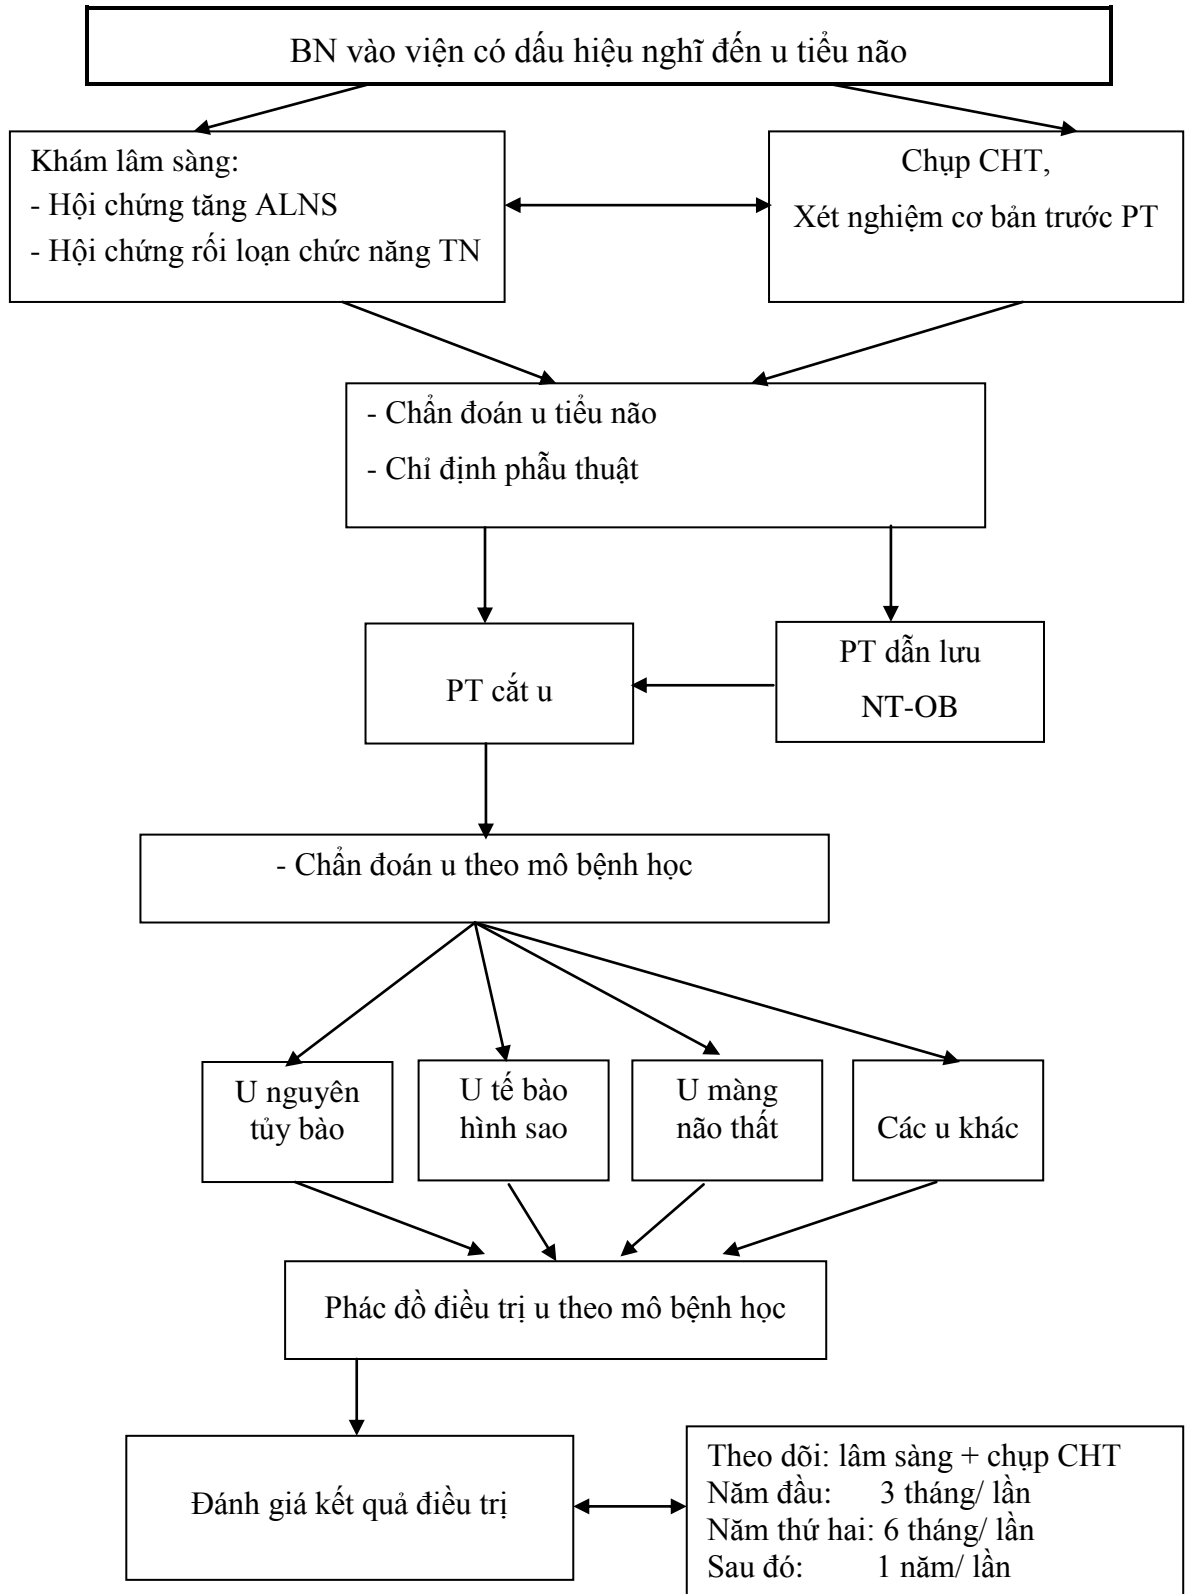 BN vào viện có dấu hiệu nghĩ đến u tiểu não
Khám lâm sàng:
- Hội chứng tăng ALNS
- Hội chứng rối loạn chức năng TN
Chụp CHT,
Xét nghiệm cơ bản trước PT
- Chẩn đoán u tiểu não
- Chỉ định phẫu thuật
PT cắt u
PT dẫn lưu
NT-OB
- Chẩn đoán u theo mô bệnh học
U nguyên
tủy bào
U tế bào
hình sao
U màng
não thất
Các u khác
Phác đồ điều trị u theo mô bệnh học
Đánh giá kết quả điều trị
Theo dõi: lâm sàng + chụp CHT
Năm đầu: 3 tháng/ lần
Năm thứ hai: 6 tháng/ lần
Sau đó: 1 năm/ lần